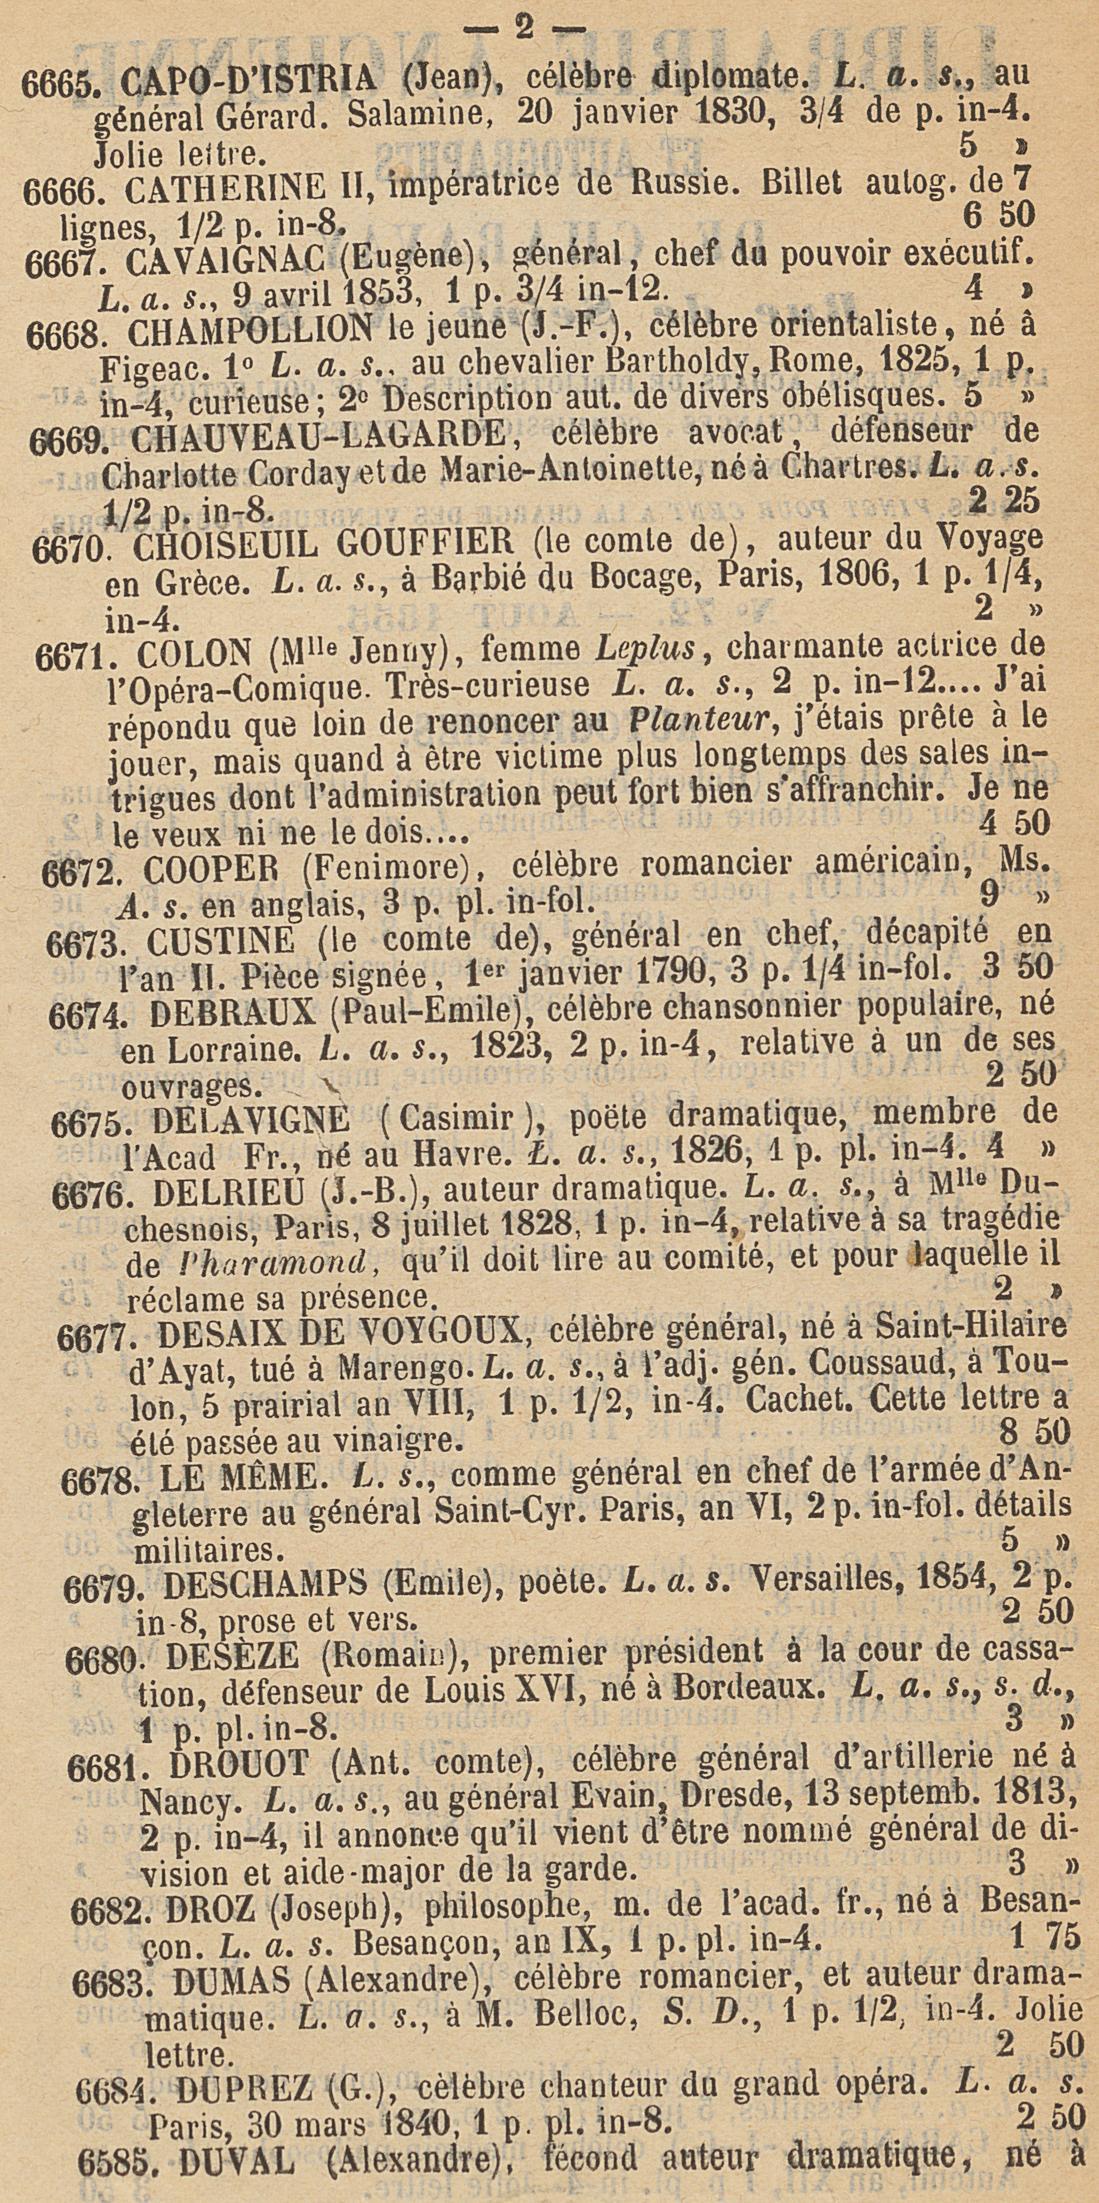 — 2 —
6665. CAPO-D'ISTRIA (Jean), célèbre diplomate. L. a. s., au
général Gérard. Salamine, 20 janvier 1830, 3/4 de p. in-4.
Jolie lettre. 5 »
6666. CATHERINE II, impératrice de Russie. Billet autog. de 7
lignes, 1/2 p. in-8. 6 50
6667. CAVAIGNAC (Eugène), général, chef du pouvoir exécutif.
L. a. s., 9 avril 1853, 1 p. 3/4 in-12. 4 »
6668. CHAMPOLLION le jeune (J.-F.), célèbre orientaliste, né à
Figeac. 1º L. a. s., au chevalier Bartholdy, Rome, 1825, 1 p.
in-4, curieuse; 2º Description aut. de divers obélisques. 5 »
6669. CHAUVEAU-LAGARDE, célèbre avocat, défenseur de
Charlotte Corday et de Marie-Antoinette, né à Chartres. L. a. s.
1/2 p. in-8. 2 25
6670. CHOISEUIL GOUFFIER (le comte de), auteur du Voyage
en Grèce. L. a. s., à Barbié du Bocage, Paris, 1806, 1 p. 1/4,
in-4. 2 »
6671. COLON (Mlle Jenny), femme Leplus, charmante actrice de
l'Opéra-Comique. Très-curieuse L. a. s., 2 p. in-12.... J'ai
répondu que loin de renoncer au Planteur, j'étais prête à le
jouer, mais quand à être victime plus longtemps des sales in-
trigues dont l'administration peut fort bien s'affranchir. Je ne
le veux ni ne le dois.... 4 50
6672. COOPER (Fenimore), célèbre romancier américain, Ms.
A. s. en anglais, 3 p. pl. in-fol. 9 »
6673. CUSTINE (le comte de), général en chef, décapité en
l'an II. Pièce signée, 1er janvier 1790, 3 p. 1/4 in-fol. 3 50
6674. DEBRAUX (Paul-Emile), célèbre chansonnier populaire, né
en Lorraine. L. a. s., 1823, 2 p. in-4, relative à un de ses
ouvrages. 2 50
6675. DELAVIGNE (Casimir), poëte dramatique, membre de
l'Acad Fr., né au Havre. L. a. s., 1826, 1 p. pl. in-4. 4 »
6676. DELRIEU (J.-B.), auteur dramatique. L. a. s., à Mlle Du-
chesnois, Paris, 8 juillet 1828, 1 p. in-4, relative à sa tragédie
de Pharamond, qu'il doit lire au comité, et pour laquelle il
réclame sa présence. 2 »
6677. DESAIX DE VOYGOUX, célèbre général, né à Saint-Hilaire
d'Ayat, tué à Marengo. L. a. s., à l'adj. gén. Coussaud, à Tou-
lon, 5 prairial an VIII, 1 p. 1/2, in-4. Cachet. Cette lettre a
été passée au vinaigre. 8 50
6678. LE MÊME. L. s., comme général en chef de l'armée d'An-
gleterre au général Saint-Cyr. Paris, an VI, 2 p. in-fol. détails
militaires. 5 »
6679. DESCHAMPS (Emile), poète. L. a. s. Versailles, 1854, 2 p.
in-8, prose et vers. 2 50
6680. DESÈZE (Romain), premier président à la cour de cassa-
tion, défenseur de Louis XVI, né à Bordeaux. L. a. s., s. d.,
1 p. pl. in-8. 3 »
6681. DROUOT (Ant. comte), célèbre général d'artillerie né à
Nancy. L. a. s., au général Evain, Dresde, 13 septemb. 1813,
2 p. in-4, il annonce qu'il vient d'être nommé général de di-
vision et aide-major de la garde. 3 »
6682. DROZ (Joseph), philosophe, m. de l'acad. fr., né à Besan-
çon. L. a. s. Besançon, an IX, 1 p. pl. in-4. 1 75
6683. DUMAS (Alexandre), célèbre romancier, et auteur drama-
matique. L. a. s., à M. Belloc, S. D., 1 p. 1/2, in-4. Jolie
lettre. 2 50
6684. DUPREZ (G.), cèlèbre chanteur du grand opéra. L. a. s.
Paris, 30 mars 1840, 1 p. pl. in-8. 2 50
6585. DUVAL (Alexandre), fécond auteur dramatique, né à